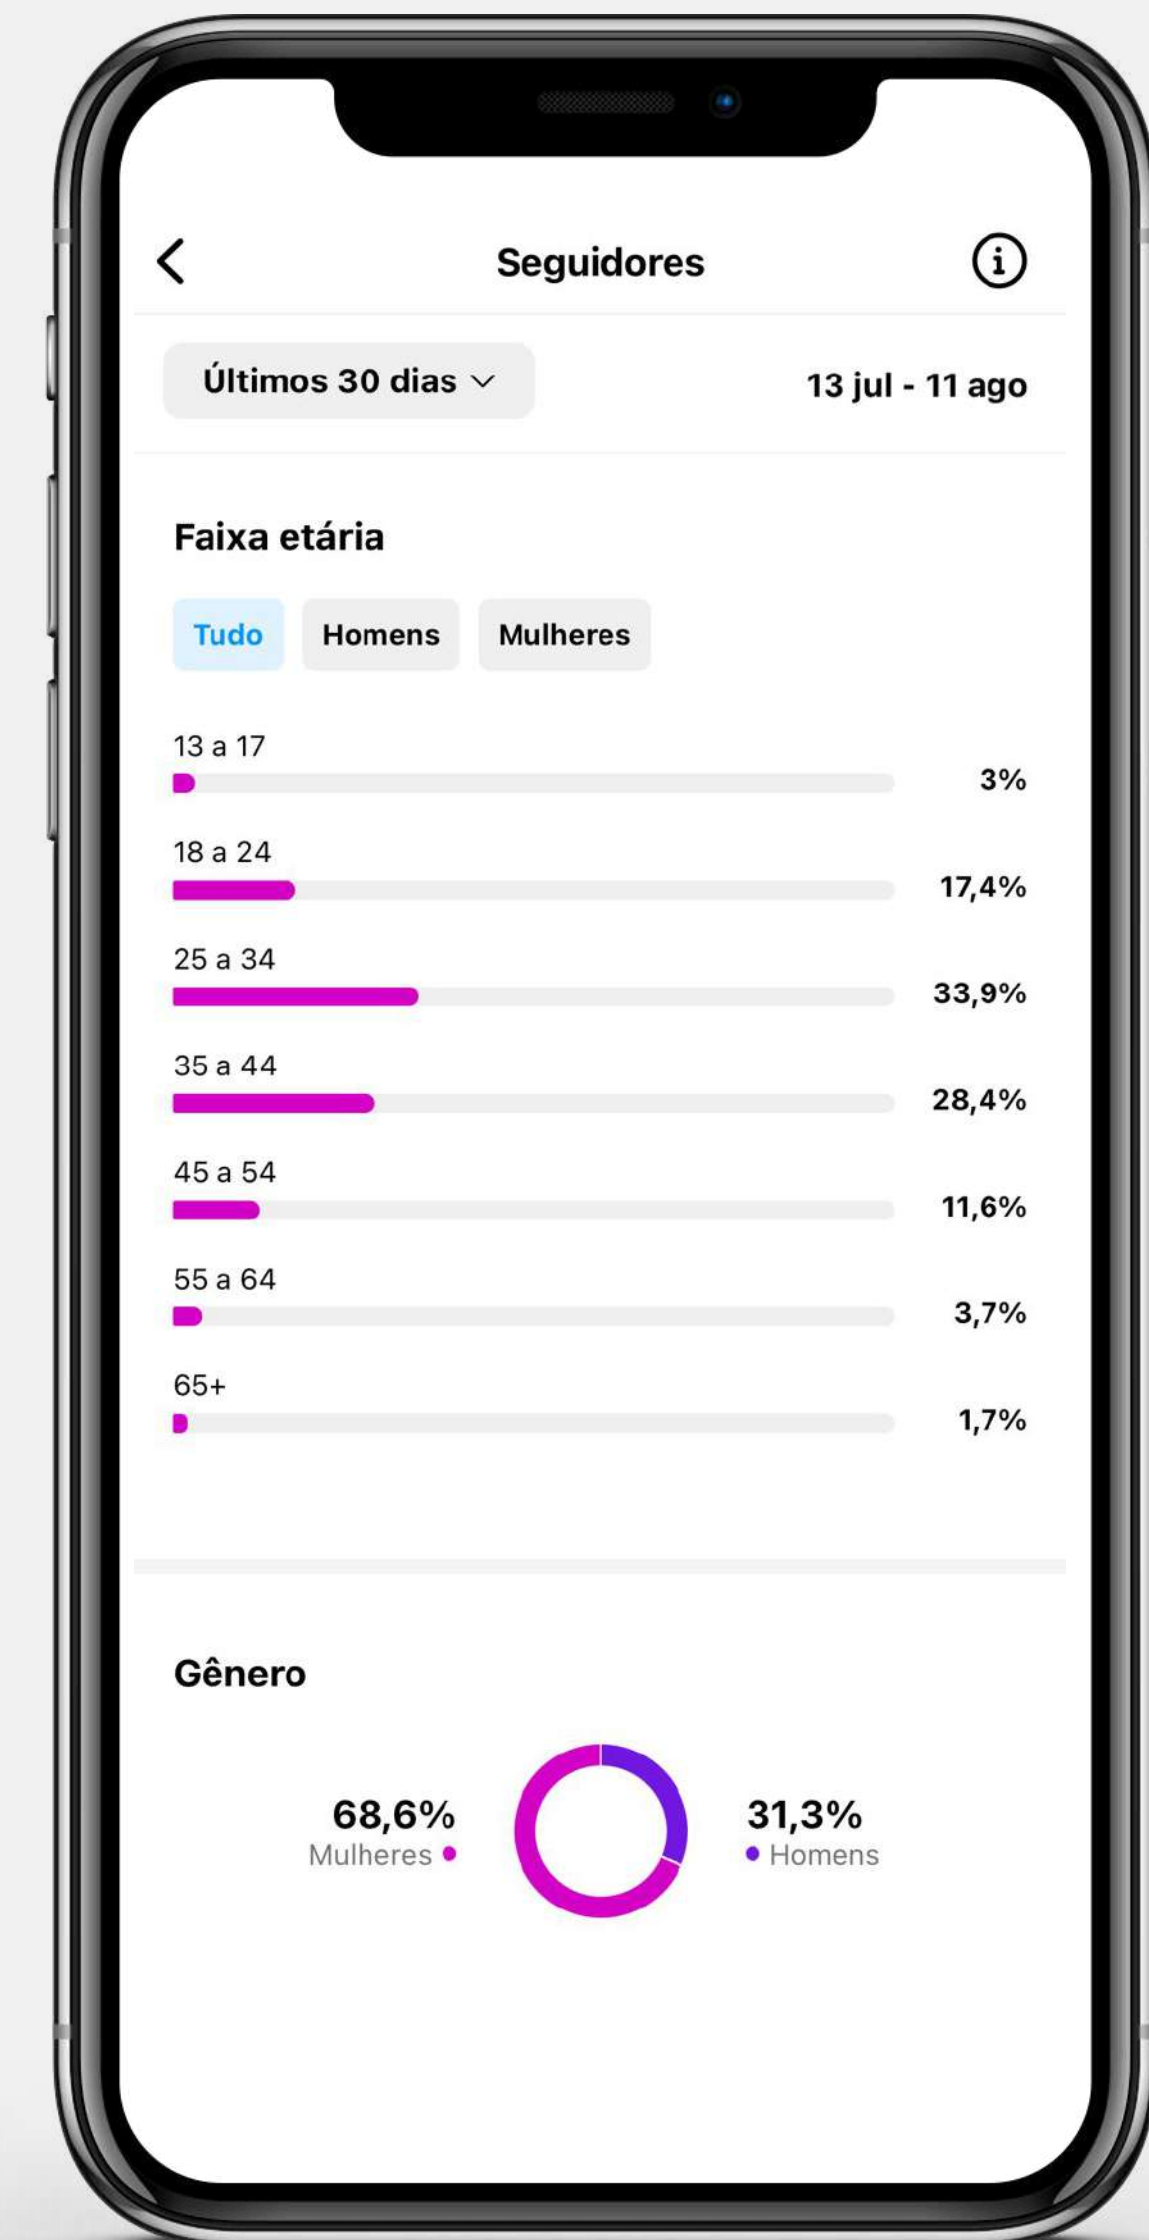 Seguidores
Últimos 30 dias
13 jul - 11 ago
Faixa etária
Tudo
Homens
Mulheres
13 a 17
3%
18 a 24
17,4%
25 a 34
33,9%
35 a 44
28,4%
45 a 54
11,6%
55 a 64
3,7%
65+
1,7%
Gênero
68,6%
Mulheres
31,3%
Homens